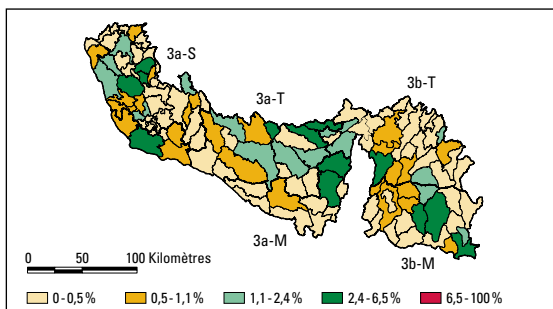 3a-S
3a-T
3b-T
3a-M
3b-M
0 50 100 Kilomètres
0 - 0,5 % 0,5 - 1,1 % 1,1 - 2,4 % 2,4 - 6,5 % 6,5 - 100 %